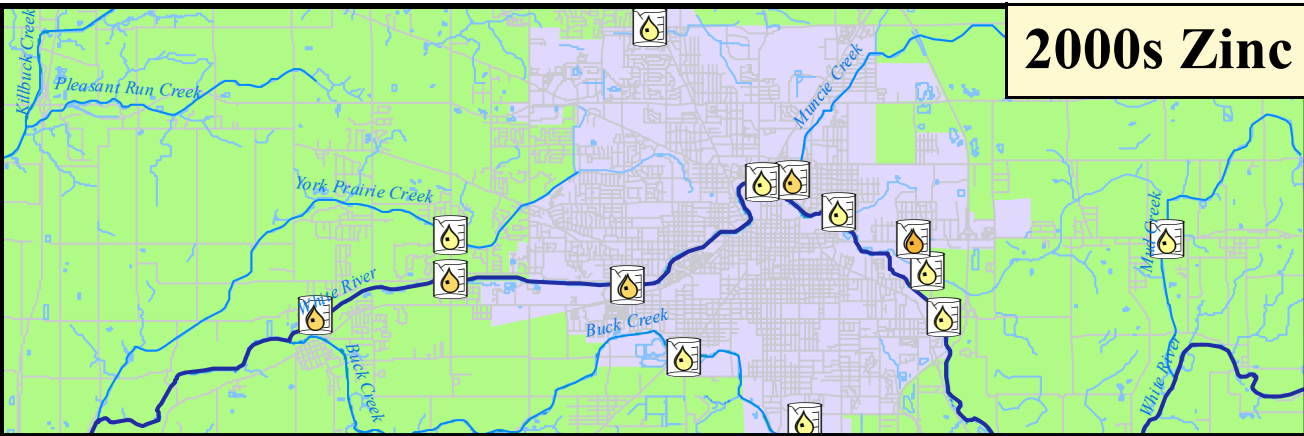 2000s Zinc
Killbuck Creek
Pleasant Run Creek
Muncie Creek
York Prairie Creek
Mud Creek
White River
Buck Creek
Buck Creek
White River